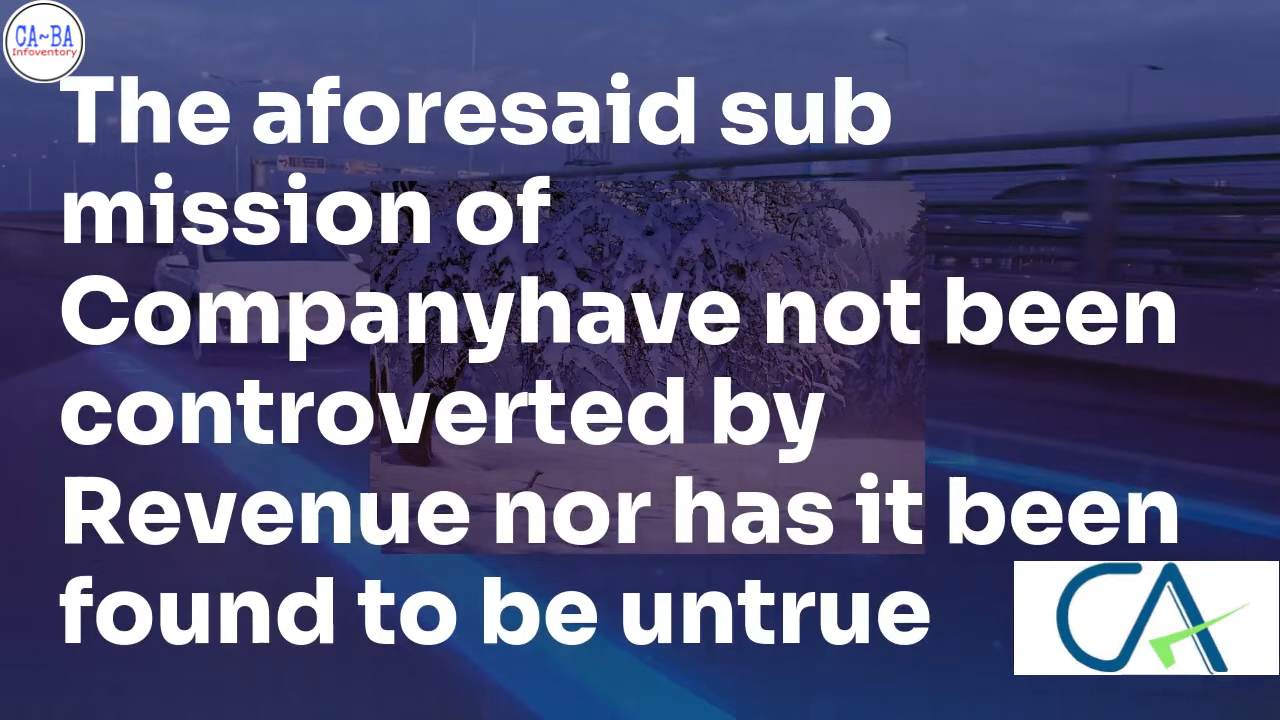 CA~BA
Infoventory
The aforesaid sub
mission of
Companyhave not been
controverted by
Revenue nor has it been
found to be untrue
CA